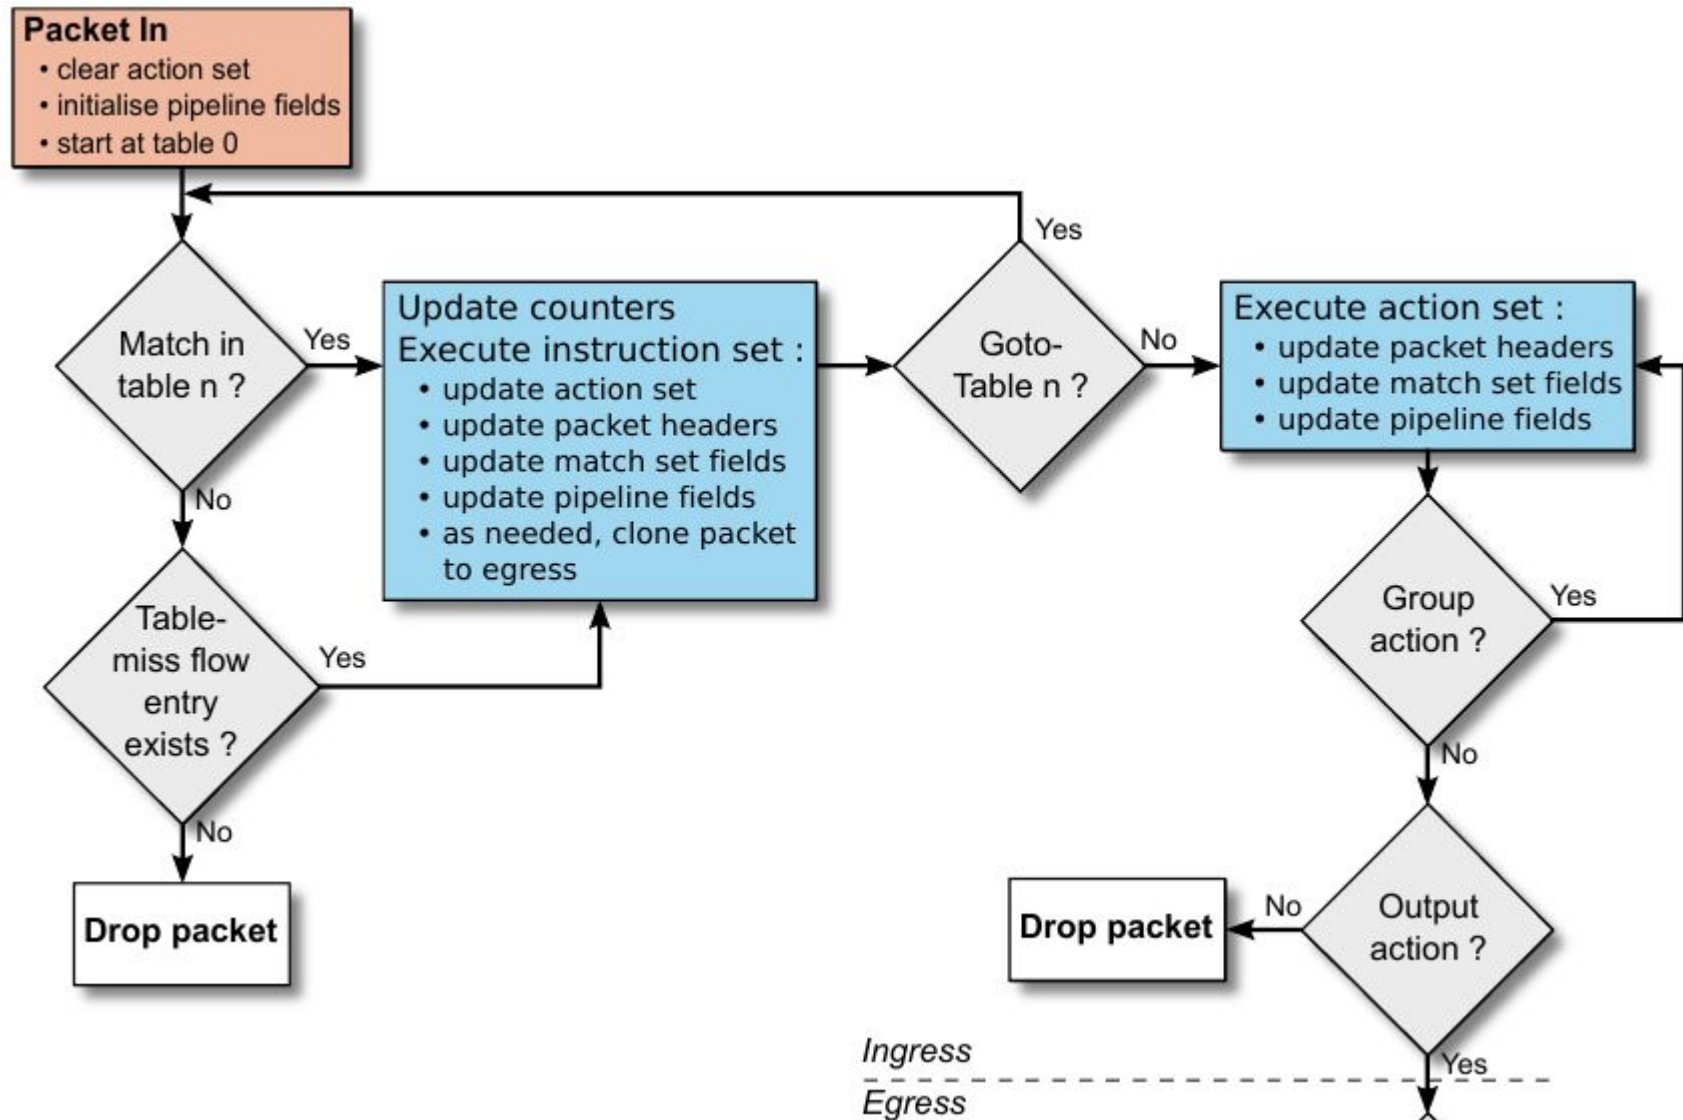 Packet In
• clear action set
• initialise pipeline fields
• start at table 0
Yes
Match in
table n ?
Yes
Update counters
Execute instruction set :
• update action set
• update packet headers
• update match set fields
• update pipeline fields
• as needed, clone packet
to egress
Goto-
Table n ?
No
Execute action set :
• update packet headers
• update match set fields
• update pipeline fields
No
Table-
miss flow
entry
exists ?
Yes
Group
action ?
Yes
No
No
Drop packet
Drop packet
No
Output
action ?
Ingress
Yes
Egress